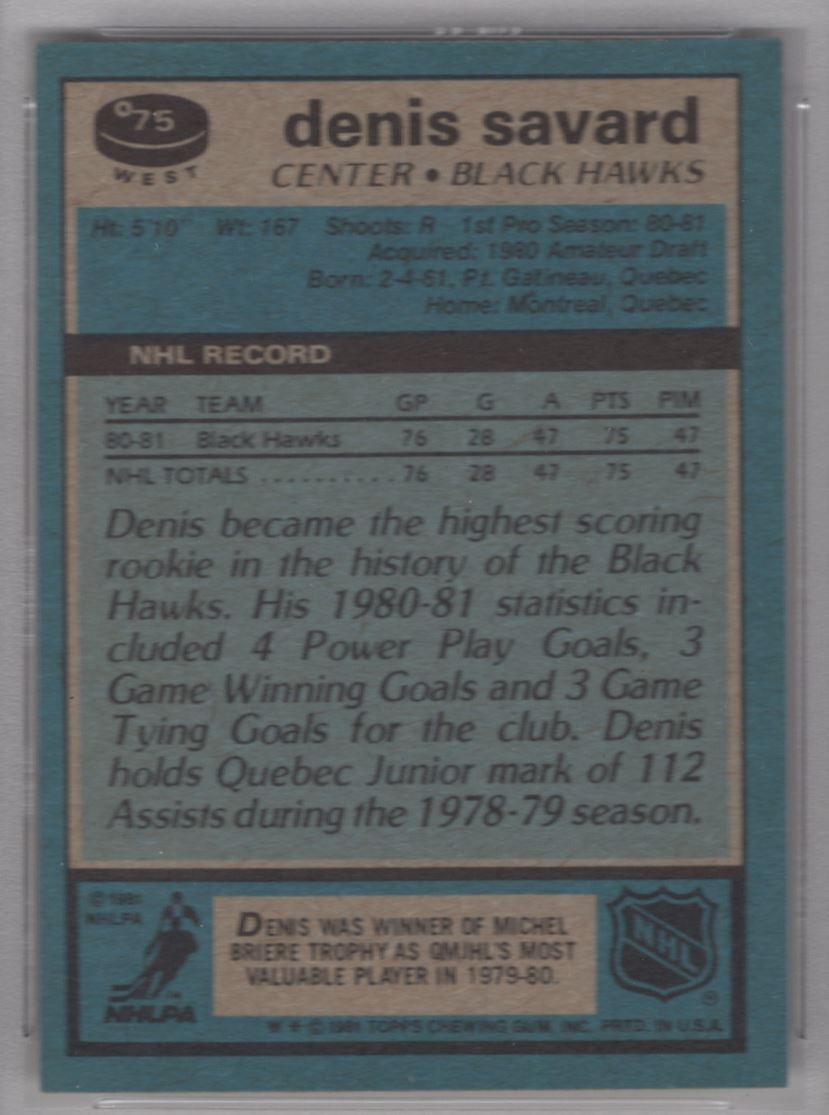 75
WEST
denis savard
CENTER • BLACK HAWKS
Ht: 5'10" Wt: 167 Shoots: R 1st Pro Season: 80-81
Acquired: 1980 Amateur Draft
Born: 2-4-61, Pt. Gatineau, Quebec
Home: Montreal, Quebec
NHL RECORD
YEAR TEAM GP G A PTS PIM
80-81 Black Hawks 76 28 47 75 47
NHL TOTALS .......... 76 28 47 75 47
Denis became the highest scoring
rookie in the history of the Black
Hawks. His 1980-81 statistics in-
cluded 4 Power Play Goals, 3
Game Winning Goals and 3 Game
Tying Goals for the club. Denis
holds Quebec Junior mark of 112
Assists during the 1978-79 season.
© 1981
NHLPA
NHLPA
DENIS WAS WINNER OF MICHEL
BRIERE TROPHY AS QMJHL'S MOST
VALUABLE PLAYER IN 1979-80.
NHL
®
© 1981 TOPPS CHEWING GUM, INC. PRTD. IN U.S.A.